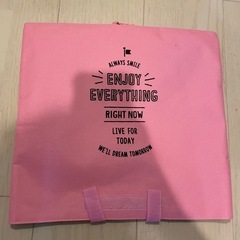 ALWAYS SMILE
ENJOY
EVERYTHING
RIGHT NOW
LIVE FOR
TODAY
WE'LL DREAM TOMORROW